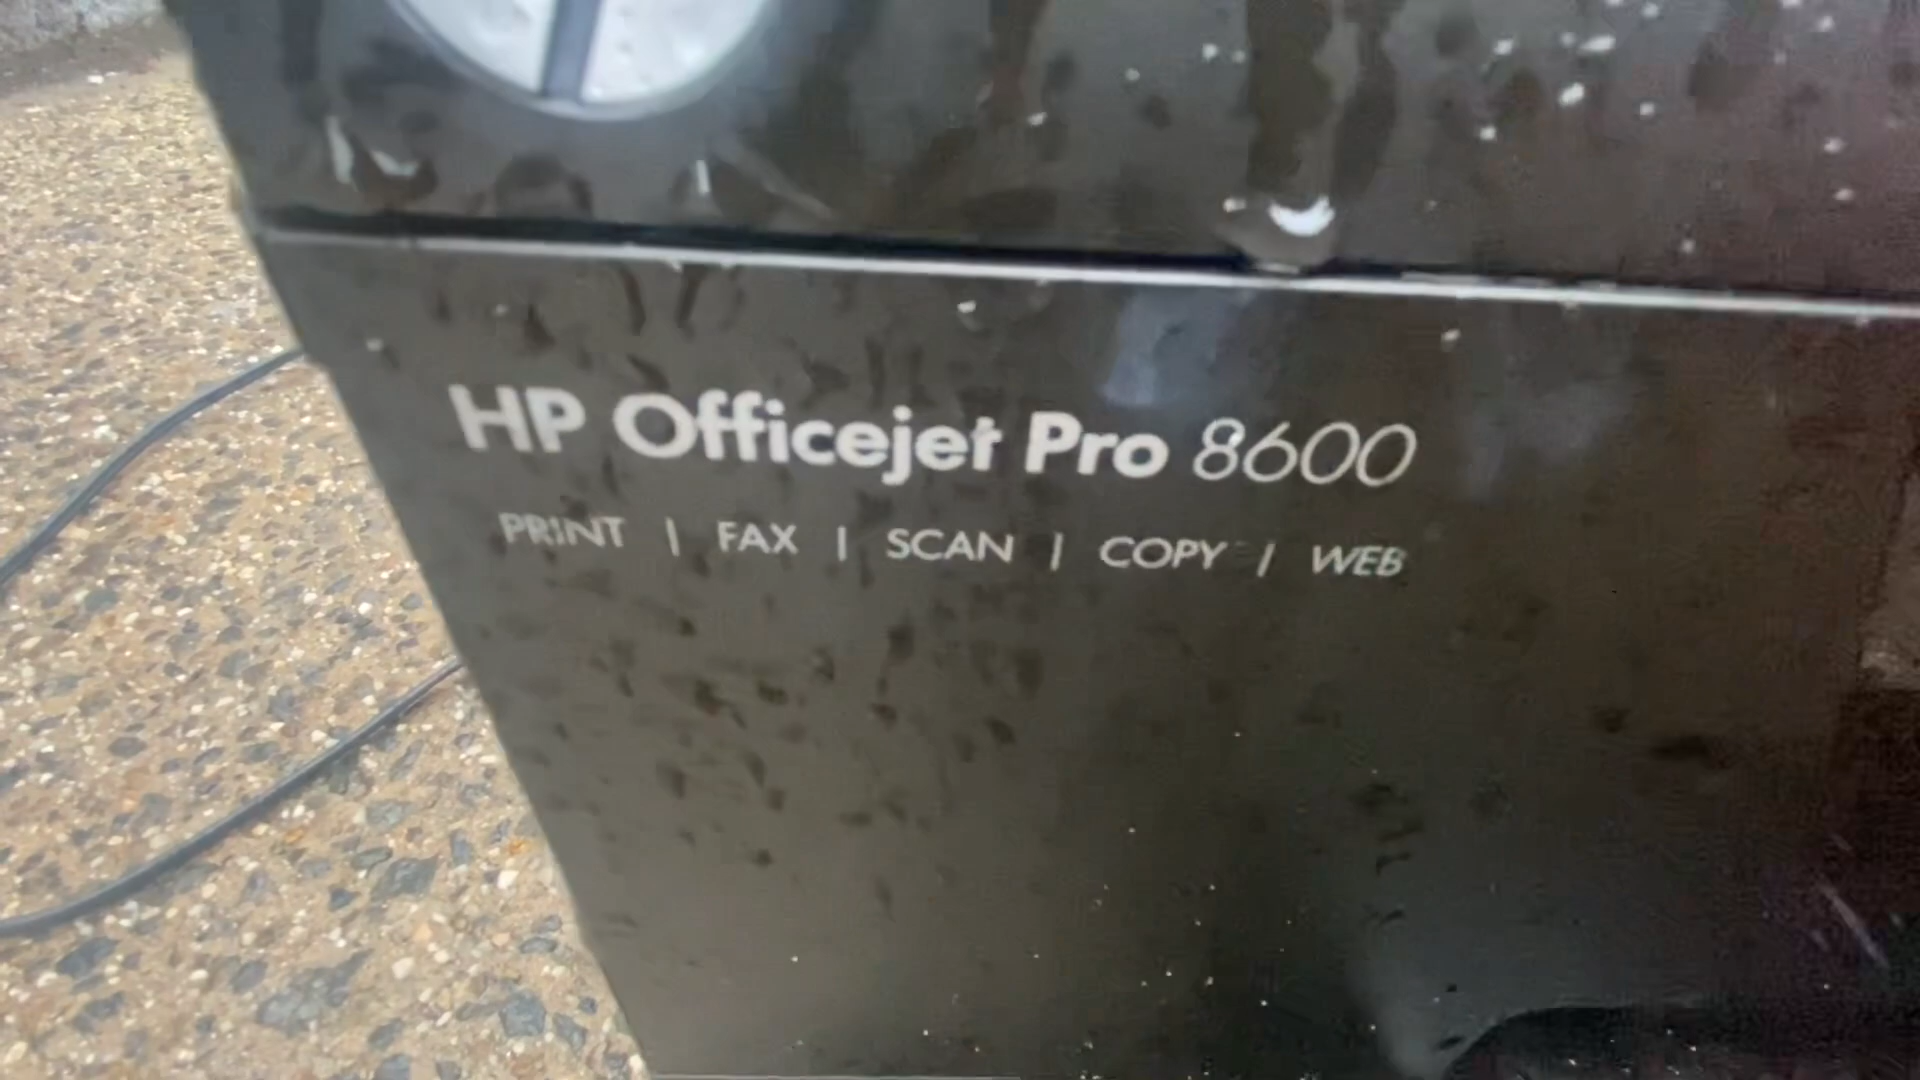 HP Officejet Pro 8600
PRINT | FAX | SCAN | COPY | WEB